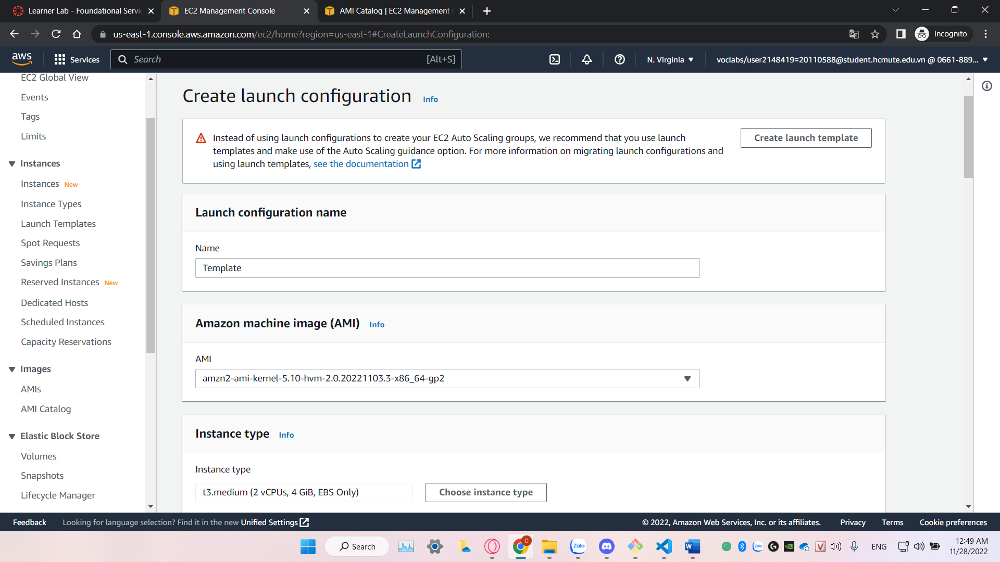 Learner Lab - Foundational Servic
EC2 Management Console
AMI Catalog | EC2 Management C
us-east-1.console.aws.amazon.com/ec2/home?region=us-east-1#CreateLaunchConfiguration:
Incognito
aws
Services
Search
[Alt+S]
N. Virginia
voclabs/user2148419=20110588@student.hcmute.edu.vn @ 0661-889...
EC2 Global View
Events
Tags
Limits
Instances
Instances New
Instance Types
Launch Templates
Spot Requests
Savings Plans
Reserved Instances New
Dedicated Hosts
Scheduled Instances
Capacity Reservations
Images
AMIs
AMI Catalog
Elastic Block Store
Volumes
Snapshots
Lifecycle Manager
Create launch configuration Info
Instead of using launch configurations to create your EC2 Auto Scaling groups, we recommend that you use launch
templates and make use of the Auto Scaling guidance option. For more information on migrating launch configurations and
using launch templates, see the documentation
Create launch template
Launch configuration name
Name
Template
Amazon machine image (AMI) Info
AMI
amzn2-ami-kernel-5.10-hvm-2.0.20221103.3-x86_64-gp2
Instance type Info
Instance type
t3.medium (2 vCPUs, 4 GiB, EBS Only)
Choose instance type
Feedback
Looking for language selection? Find it in the new Unified Settings
© 2022, Amazon Web Services, Inc. or its affiliates.
Privacy
Terms
Cookie preferences
Search
C
Zalo
W
Zalo
V
ENG
12:49 AM
11/28/2022